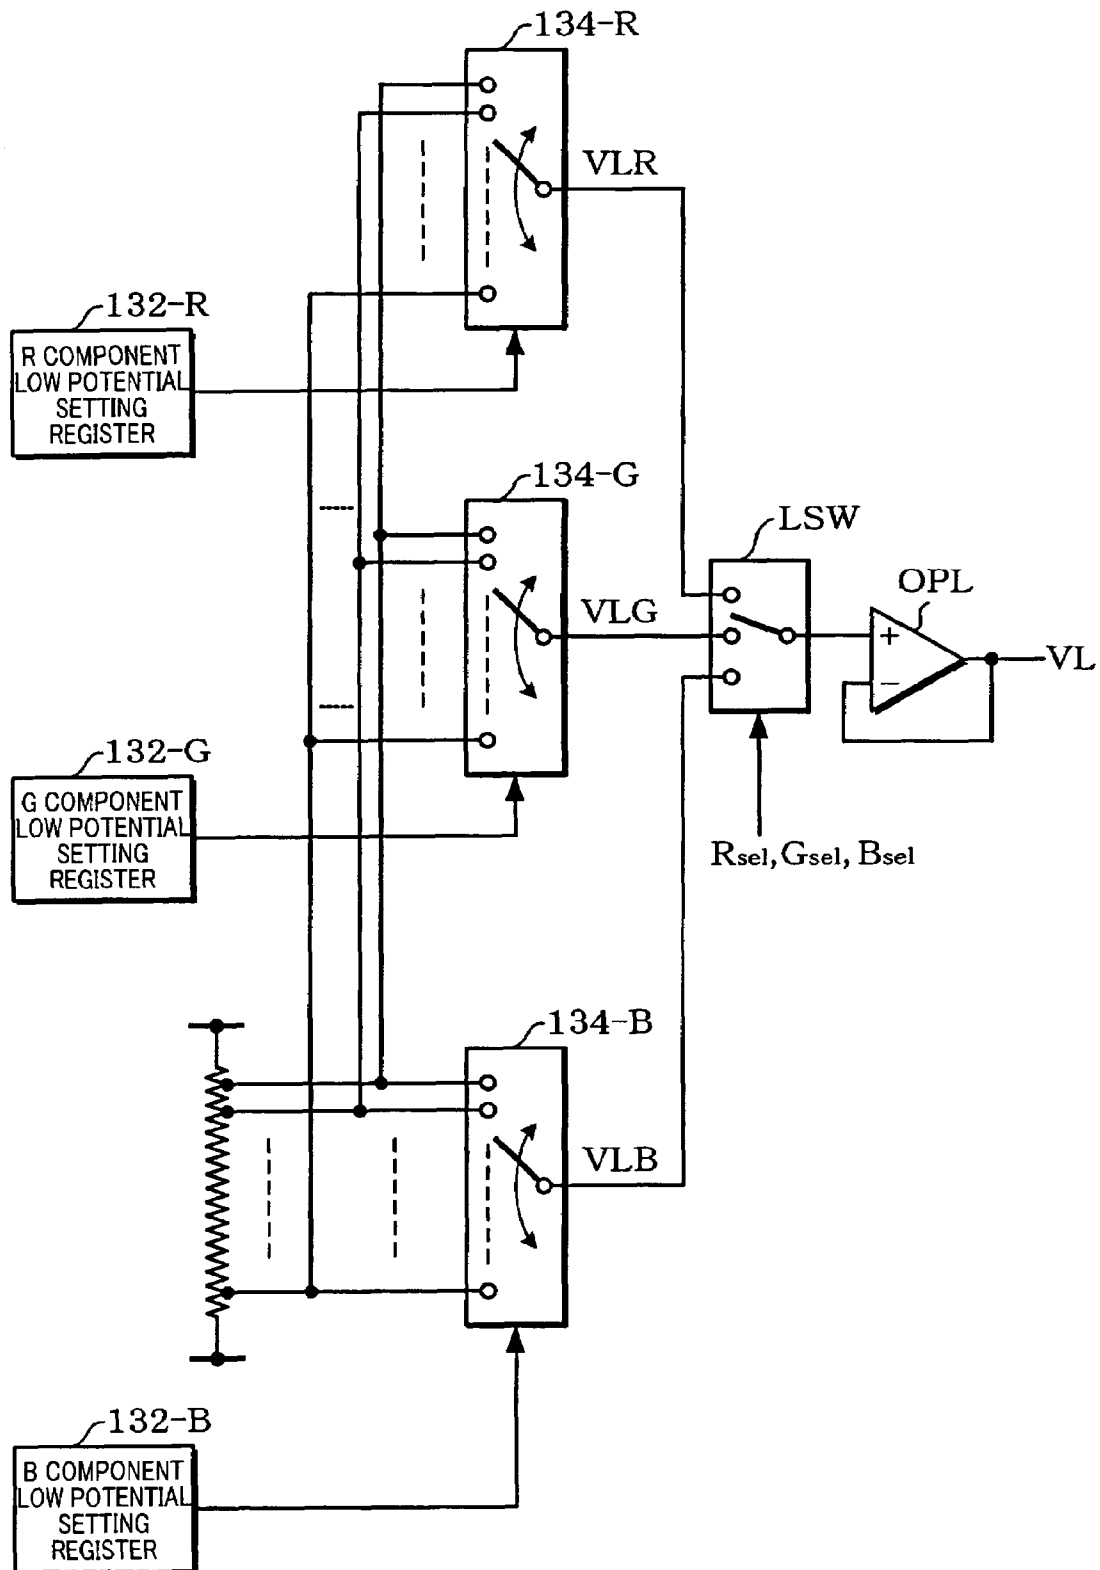 134-R
VLR
132-R
R COMPONENT
LOW POTENTIAL
SETTING
REGISTER
134-G
LSW
OPL
VLG
+
−
VL
132-G
G COMPONENT
LOW POTENTIAL
SETTING
REGISTER
Rsel, Gsel, Bsel
134-B
VLB
132-B
B COMPONENT
LOW POTENTIAL
SETTING
REGISTER